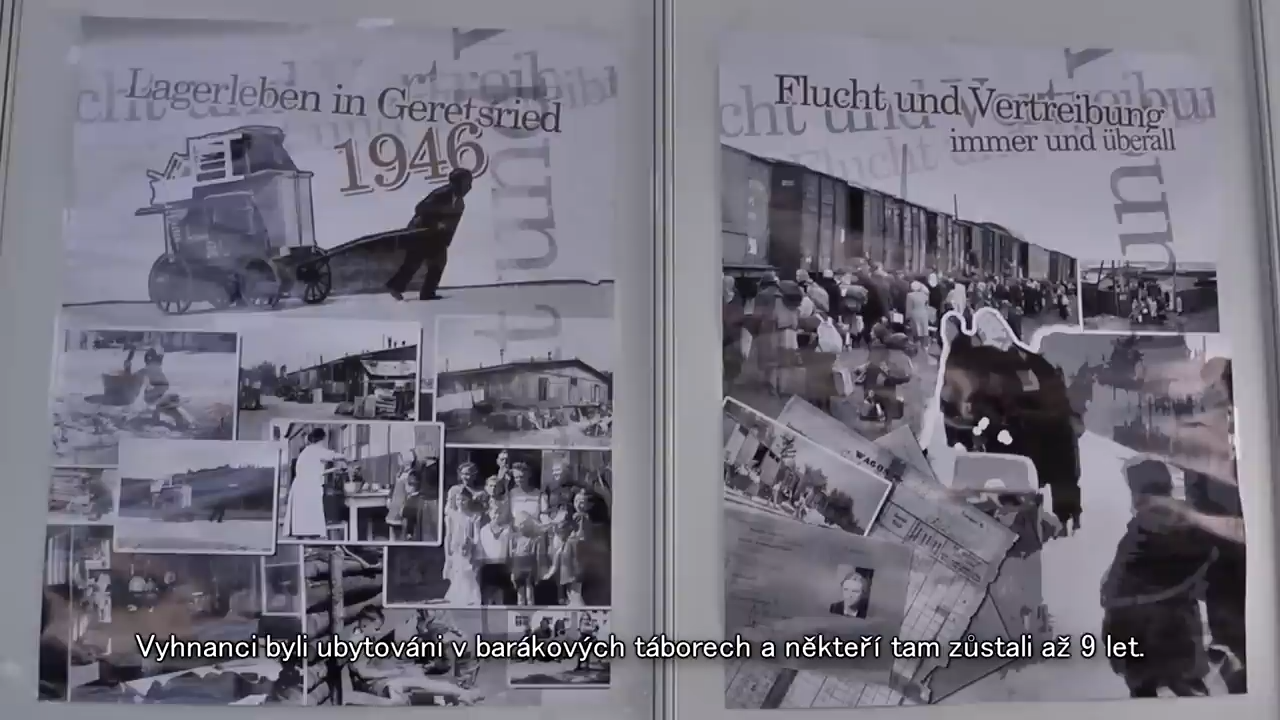 Lagerleben in Geretsried
1946
Flucht und Vertreibung
immer und überall
WAGON
Vyhnanci byli ubytováni v barákových táborech a někteří tam zůstali až 9 let.